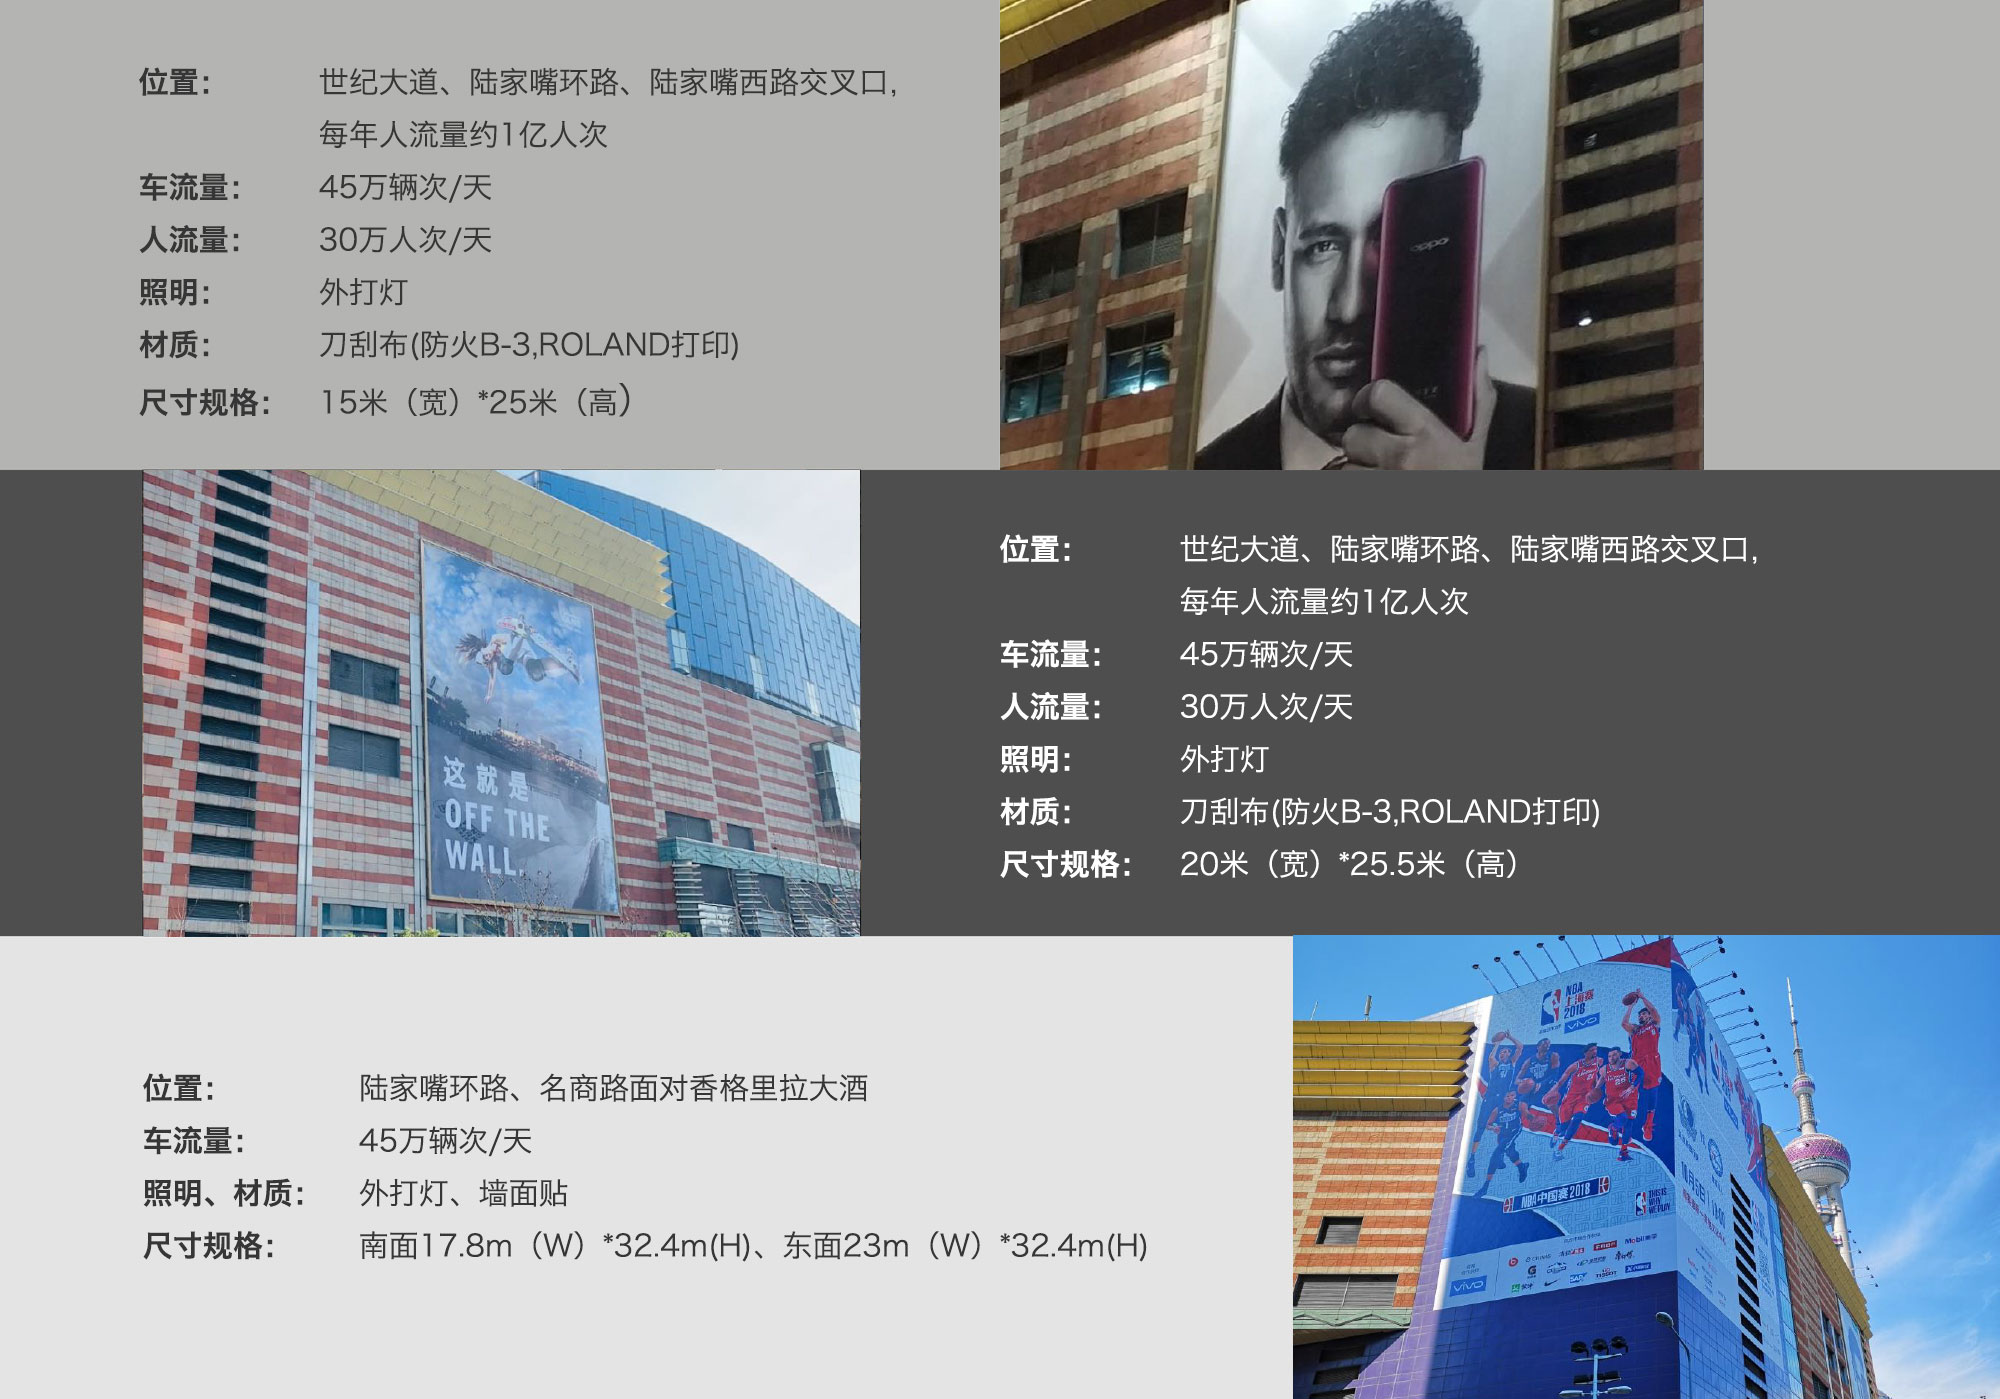 位置： 世纪大道、陆家嘴环路、陆家嘴西路交叉口,
每年人流量约1亿人次
车流量： 45万辆次/天
人流量： 30万人次/天
照明： 外打灯
材质： 刀刮布(防火B-3,ROLAND打印)
尺寸规格： 15米（宽）*25米（高）
oppo
这就是
OFF THE
WALL.
位置： 世纪大道、陆家嘴环路、陆家嘴西路交叉口,
每年人流量约1亿人次
车流量： 45万辆次/天
人流量： 30万人次/天
照明： 外打灯
材质： 刀刮布(防火B-3,ROLAND打印)
尺寸规格： 20米（宽）*25.5米（高）
位置： 陆家嘴环路、名商路面对香格里拉大酒
车流量： 45万辆次/天
照明、材质： 外打灯、墙面贴
尺寸规格： 南面17.8m（W）*32.4m(H)、东面23m（W）*32.4m(H)
NBA
上海赛
2018
vivo
NBA中国赛2018
THIS IS
WHY
WE PLAY
Mobil
vivo
SAP
TISSOT